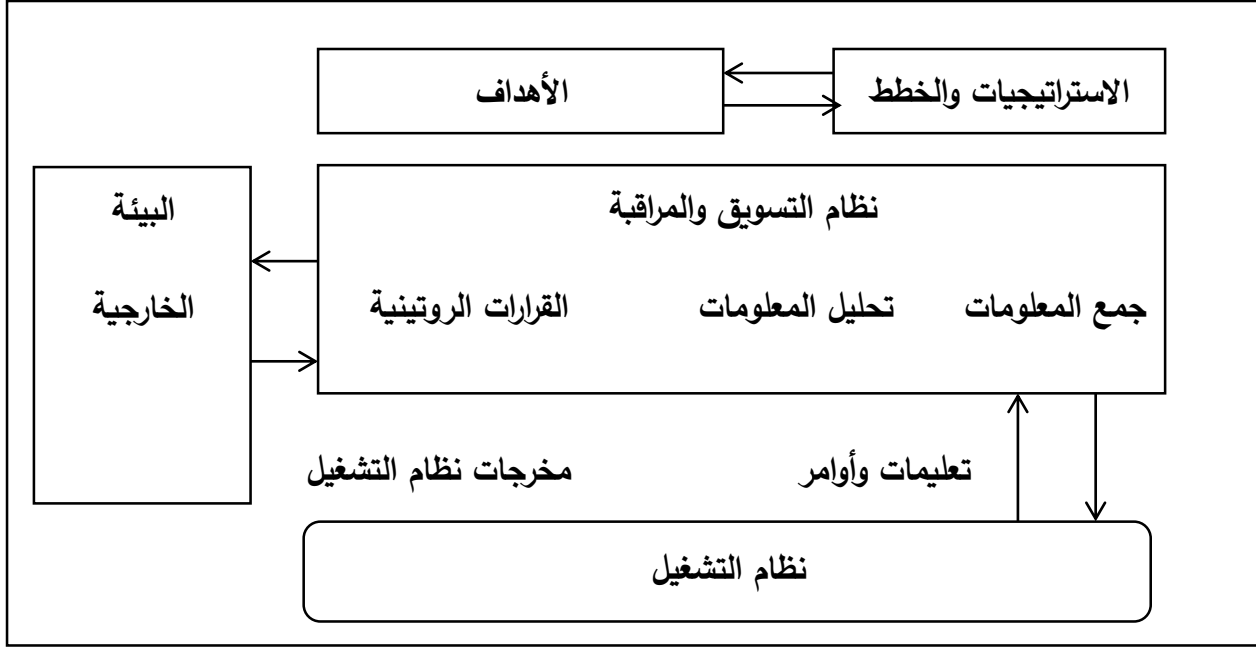 الاستراتيجيات والخطط
الأهداف
نظام التسويق والمراقبة
جمع المعلومات
تحليل المعلومات
القرارات الروتينية
البيئة
الخارجية
تعليمات وأوامر
مخرجات نظام التشغيل
نظام التشغيل